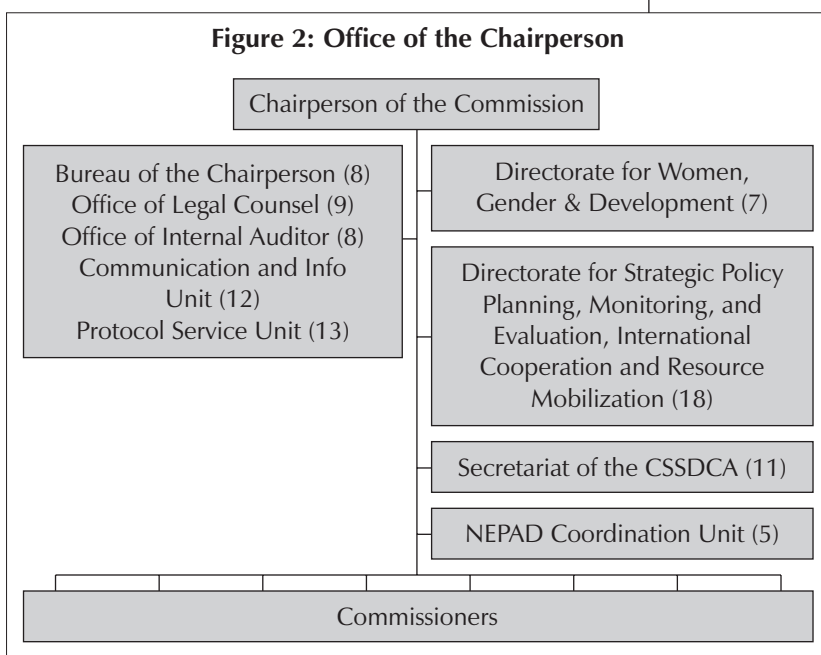 Figure 2: Office of the Chairperson
Chairperson of the Commission
Bureau of the Chairperson (8)
Office of Legal Counsel (9)
Office of Internal Auditor (8)
Communication and Info
Unit (12)
Protocol Service Unit (13)
Directorate for Women,
Gender & Development (7)
Directorate for Strategic Policy
Planning, Monitoring, and
Evaluation, International
Cooperation and Resource
Mobilization (18)
Secretariat of the CSSDCA (11)
NEPAD Coordination Unit (5)
Commissioners